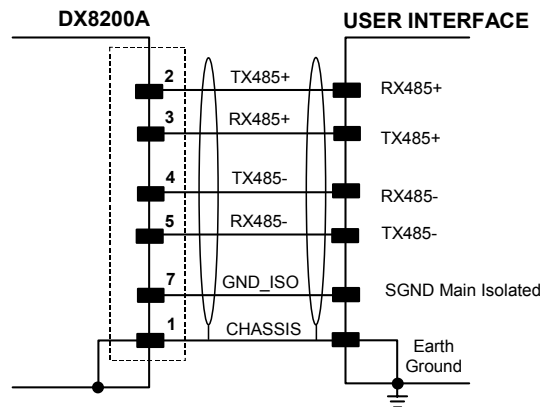 DX8200A USER INTERFACE
2 TX485+ RX485+
3 RX485+ TX485+
4 TX485- RX485-
5 RX485- TX485-
7 GND_ISO SGND Main Isolated
1 CHASSIS
Earth
Ground